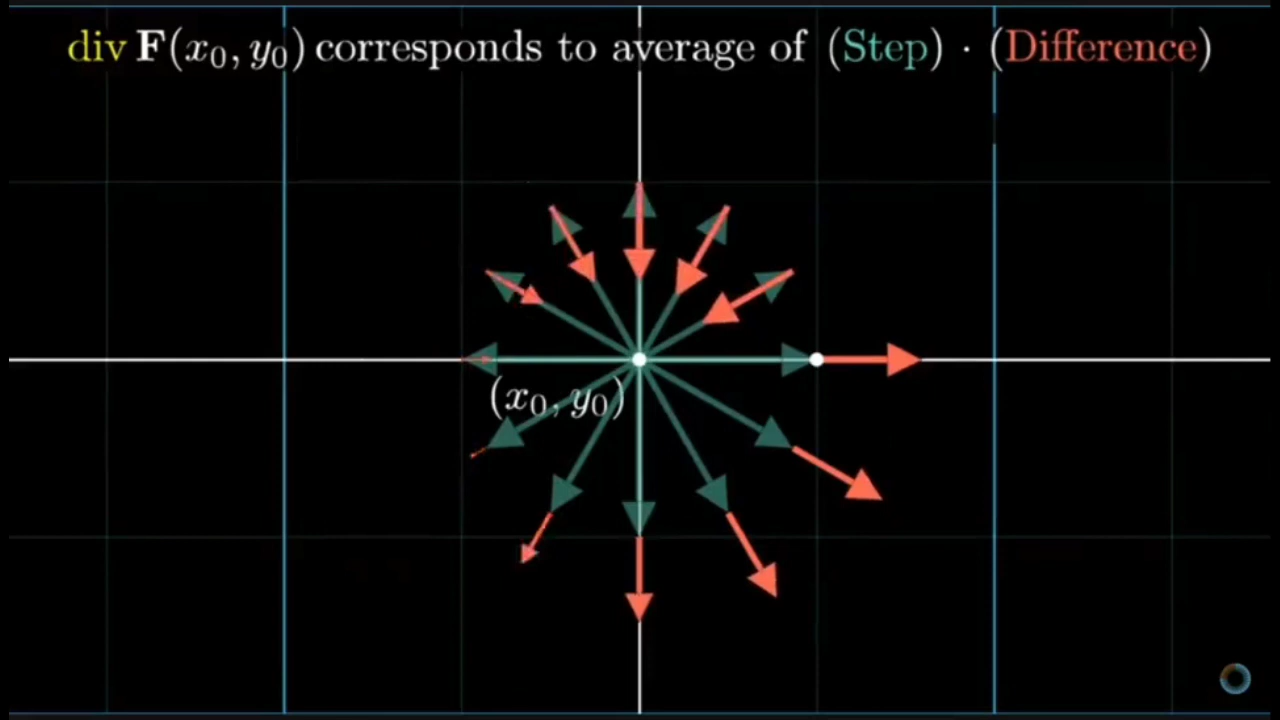 div F(x₀, y₀) corresponds to average of (Step) · (Difference)
(x₀, y₀)